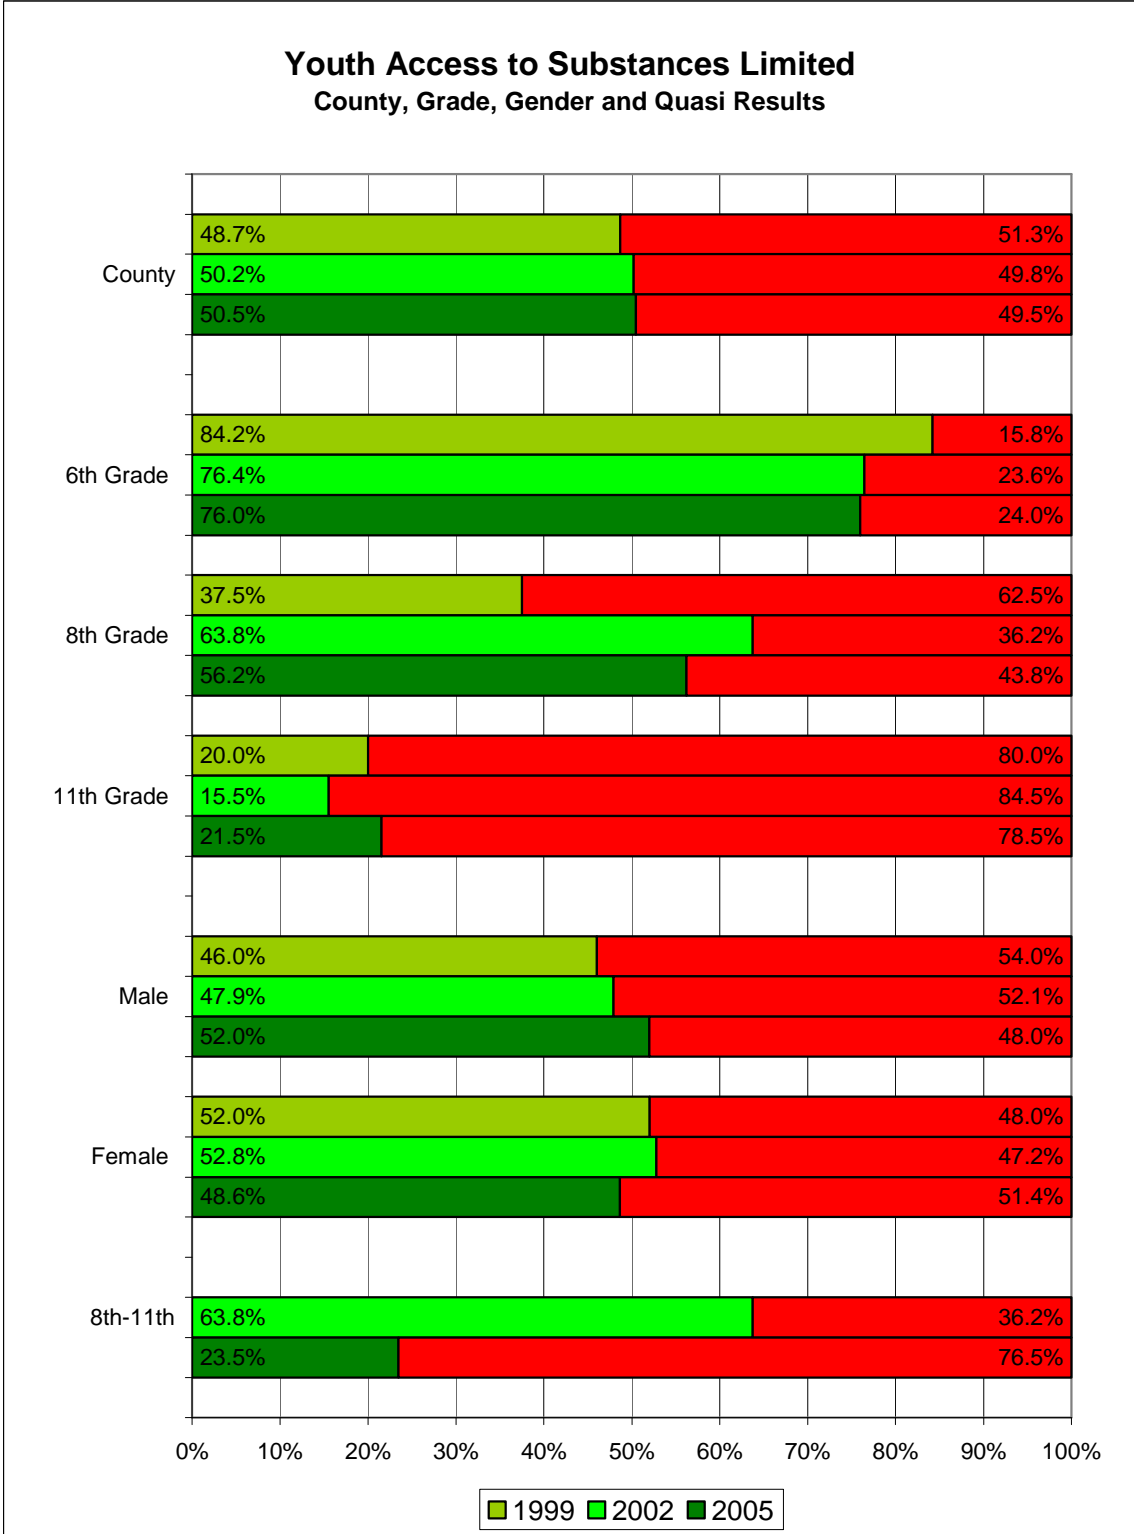 Youth Access to Substances Limited
County, Grade, Gender and Quasi Results
48.7% 51.3%
County 50.2% 49.8%
50.5% 49.5%
84.2% 15.8%
6th Grade 76.4% 23.6%
76.0% 24.0%
37.5% 62.5%
8th Grade 63.8% 36.2%
56.2% 43.8%
20.0% 80.0%
11th Grade 15.5% 84.5%
21.5% 78.5%
46.0% 54.0%
Male 47.9% 52.1%
52.0% 48.0%
52.0% 48.0%
Female 52.8% 47.2%
48.6% 51.4%
8th-11th 63.8% 36.2%
23.5% 76.5%
0% 10% 20% 30% 40% 50% 60% 70% 80% 90% 100%
1999 2002 2005